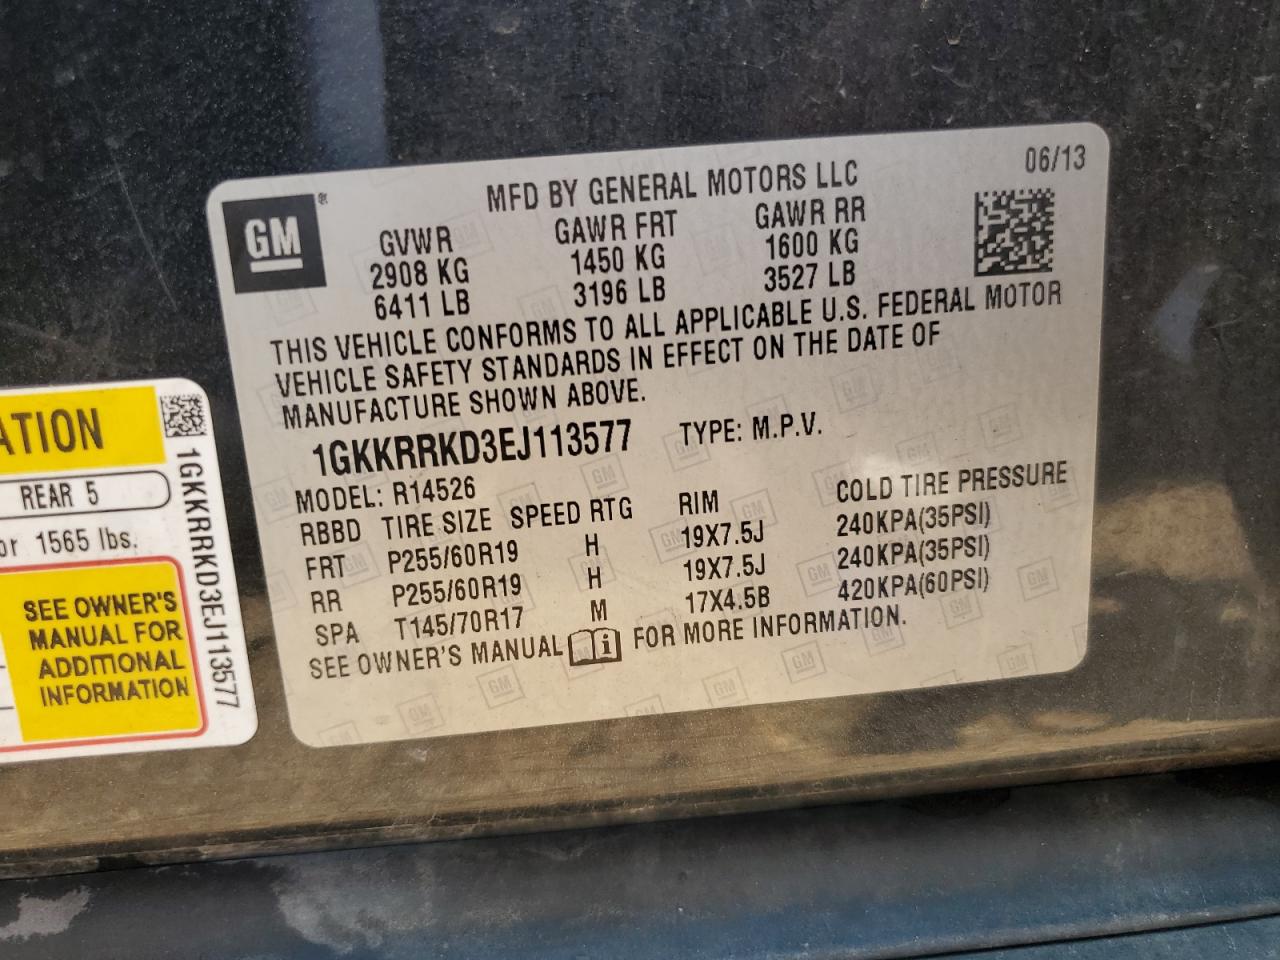 MFD BY GENERAL MOTORS LLC
06/13
GM®
GVWR GAWR FRT GAWR RR
2908 KG 1450 KG 1600 KG
6411 LB 3196 LB 3527 LB
THIS VEHICLE CONFORMS TO ALL APPLICABLE U.S. FEDERAL MOTOR
VEHICLE SAFETY STANDARDS IN EFFECT ON THE DATE OF
MANUFACTURE SHOWN ABOVE.
1GKKRRKD3EJ113577 TYPE: M.P.V.
MODEL: R14526
RBBD TIRE SIZE SPEED RTG RIM COLD TIRE PRESSURE
FRT P255/60R19 H 19X7.5J 240KPA(35PSI)
RR P255/60R19 H 19X7.5J 240KPA(35PSI)
SPA T145/70R17 M 17X4.5B 420KPA(60PSI)
SEE OWNER'S MANUAL i FOR MORE INFORMATION.
ATION
REAR 5
or 1565 lbs.
SEE OWNER'S
MANUAL FOR
ADDITIONAL
INFORMATION
1GKKRRKD3EJ113577